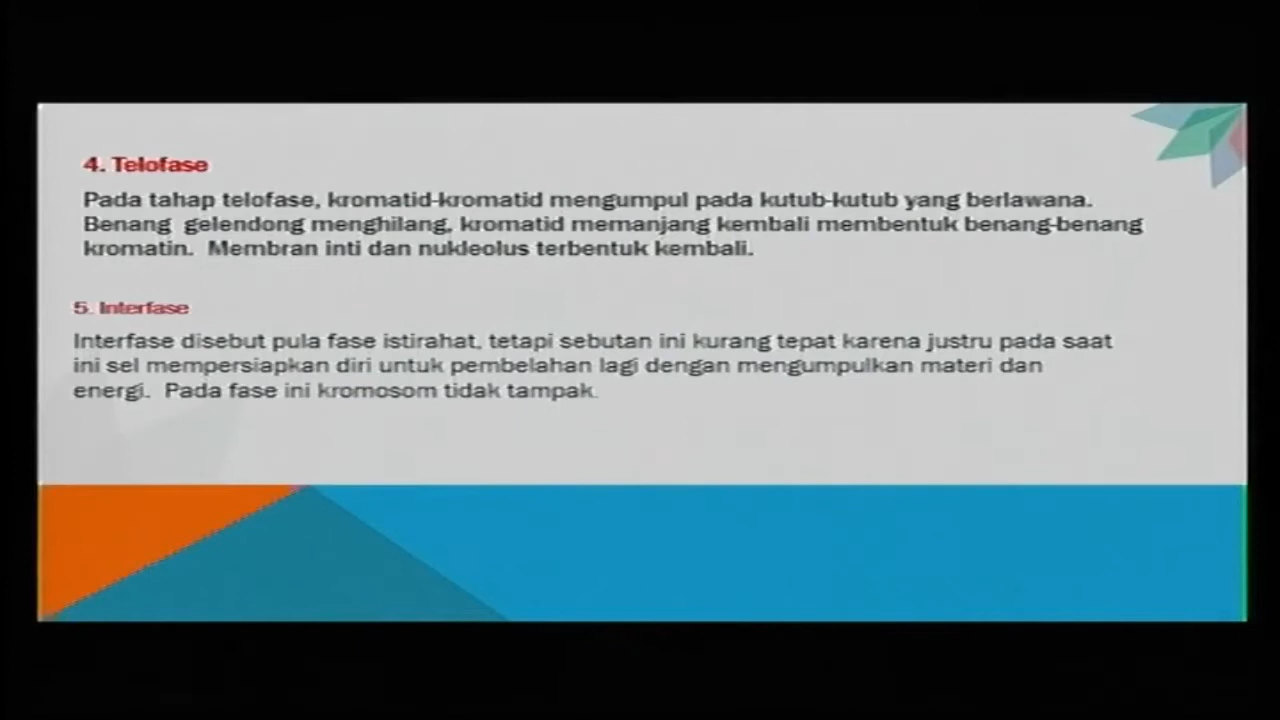 4. Telofase
Pada tahap telofase, kromatid-kromatid mengumpul pada kutub-kutub yang berlawana.
Benang gelendong menghilang, kromatid memanjang kembali membentuk benang-benang
kromatin. Membran inti dan nukleolus terbentuk kembali.
5. Interfase
Interfase disebut pula fase istirahat, tetapi sebutan ini kurang tepat karena justru pada saat
ini sel mempersiapkan diri untuk pembelahan lagi dengan mengumpulkan materi dan
energi. Pada fase ini kromosom tidak tampak.